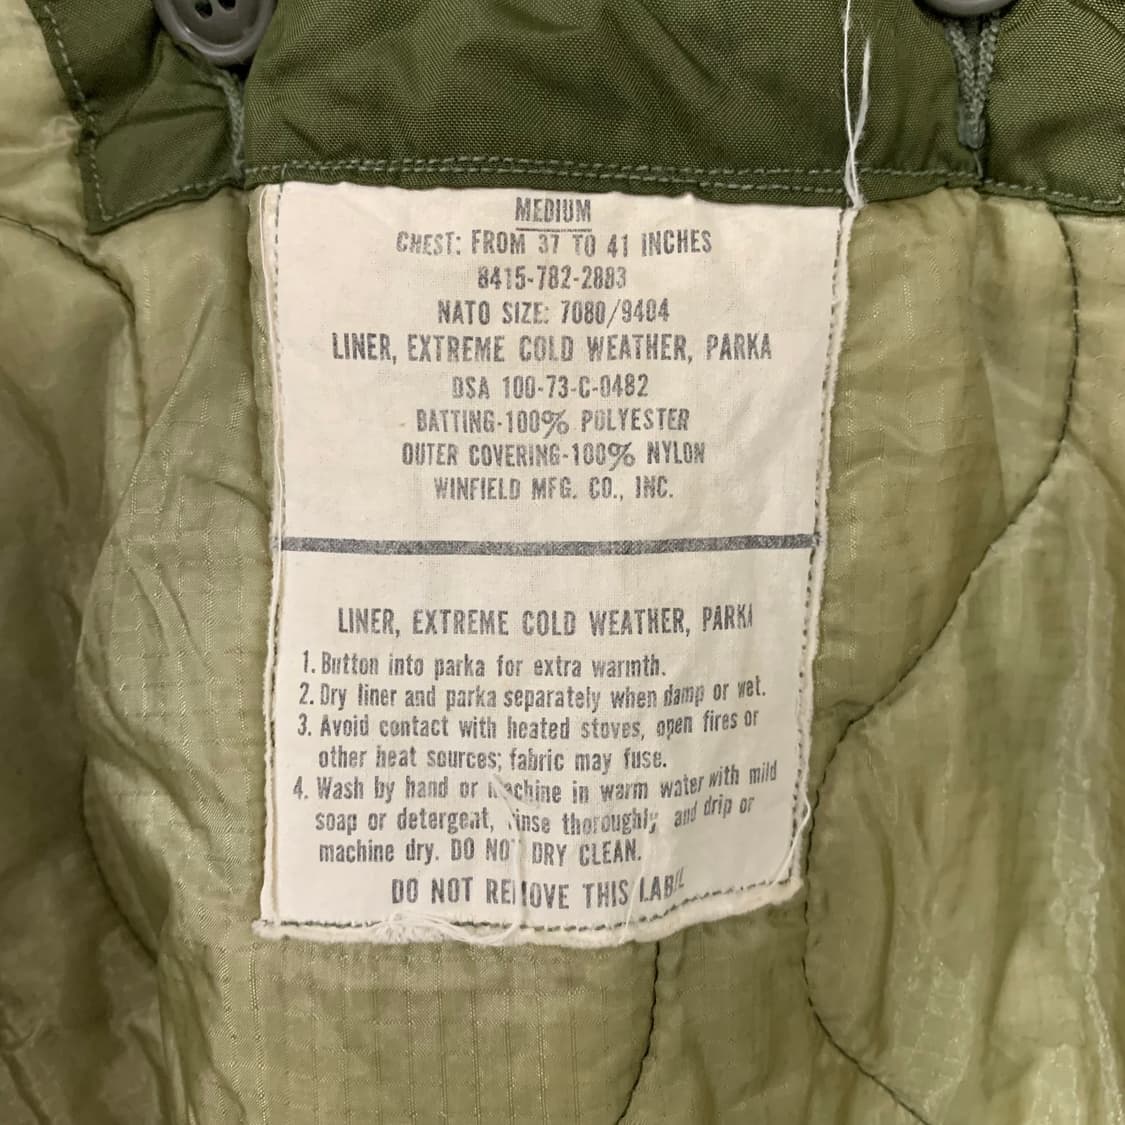 MEDIUM
CHEST: FROM 37 TO 41 INCHES
8415-782-2883
NATO SIZE: 7080/9404
LINER, EXTREME COLD WEATHER, PARKA
DSA 100-73-C-0482
BATTING-100% POLYESTER
OUTER COVERING-100% NYLON
WINFIELD MFG. CO., INC.
LINER, EXTREME COLD WEATHER, PARKA
1. Button into parka for extra warmth.
2. Dry liner and parka separately when damp or wet.
3. Avoid contact with heated stoves, open fires or
other heat sources; fabric may fuse.
4. Wash by hand or machine in warm water with mild
soap or detergent, rinse thoroughly and drip or
machine dry. DO NOT DRY CLEAN.
DO NOT REMOVE THIS LABEL